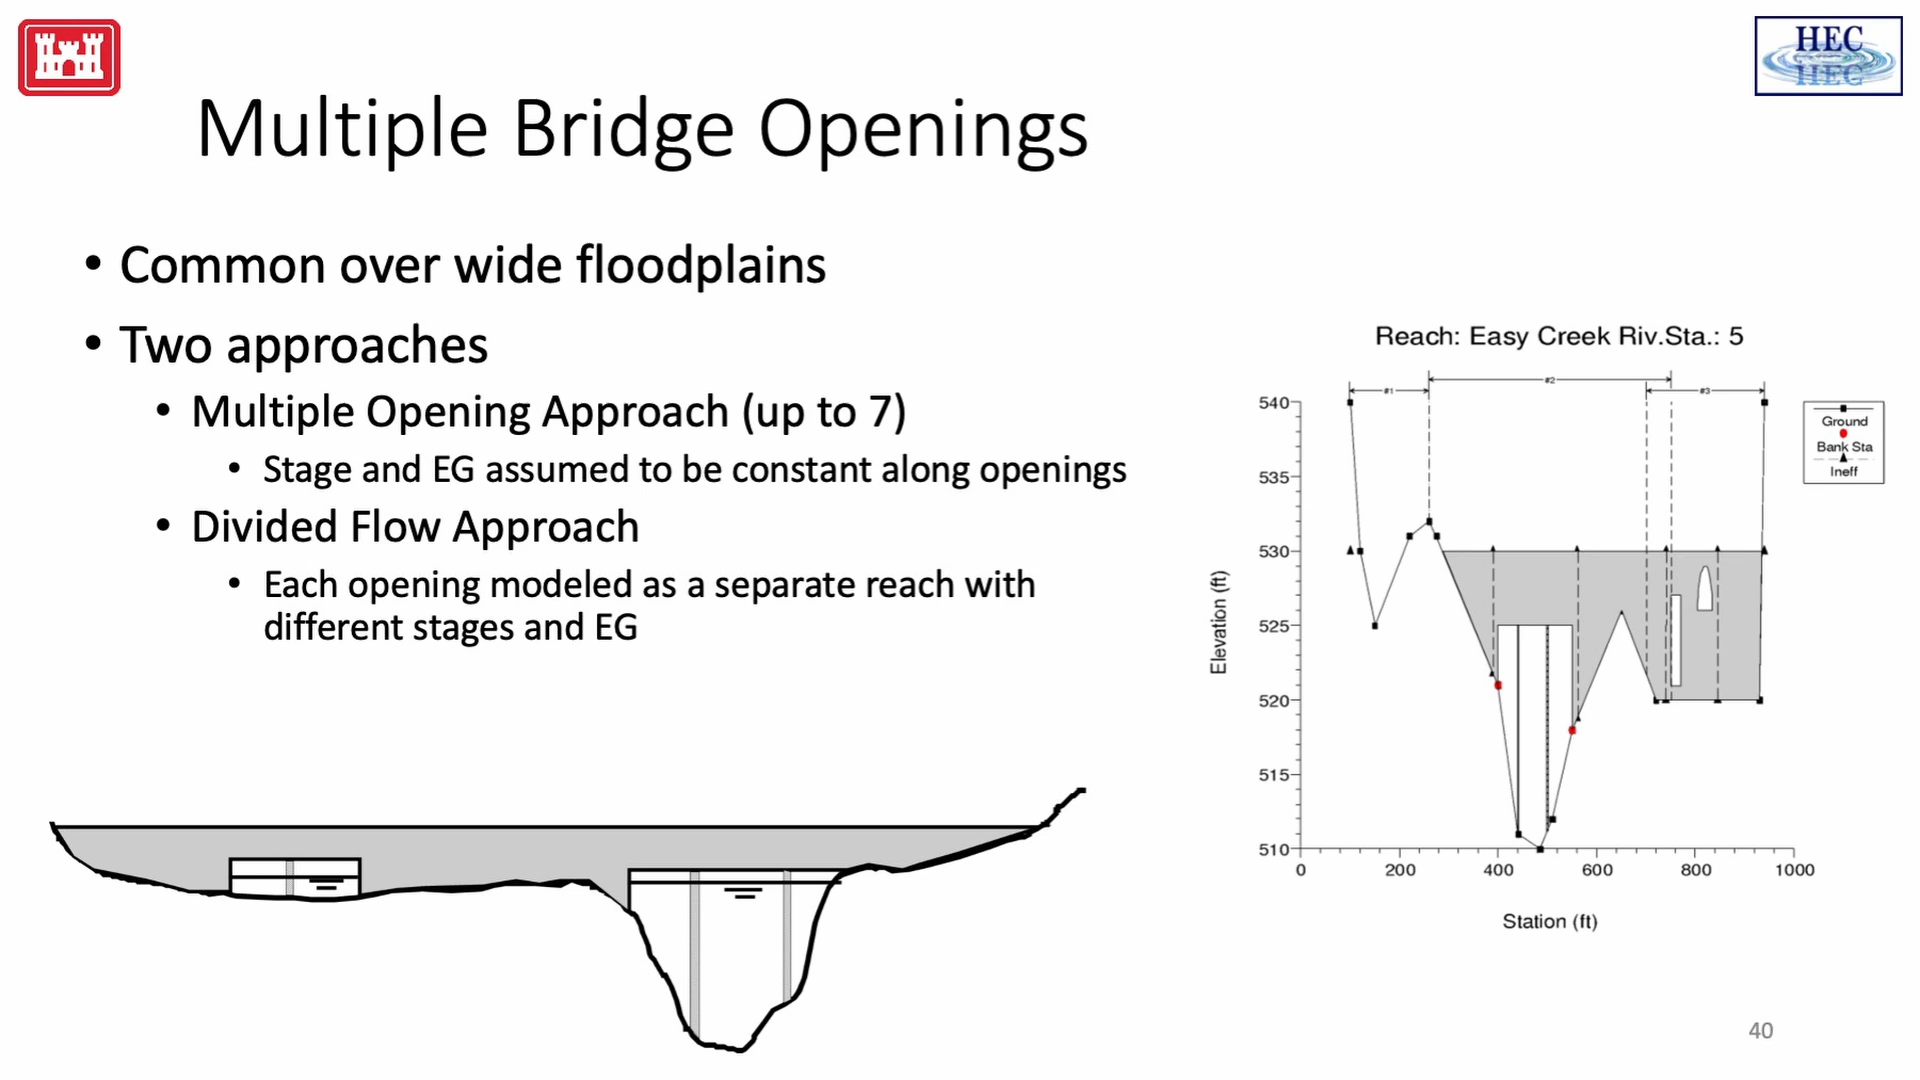 HEC
Multiple Bridge Openings
• Common over wide floodplains
• Two approaches
• Multiple Opening Approach (up to 7)
• Stage and EG assumed to be constant along openings
• Divided Flow Approach
• Each opening modeled as a separate reach with
different stages and EG
Reach: Easy Creek Riv.Sta.: 5
#1
#2
#3
540
535
530
525
520
515
510
Elevation (ft)
0 200 400 600 800 1000
Station (ft)
Ground
Bank Sta
Ineff
40